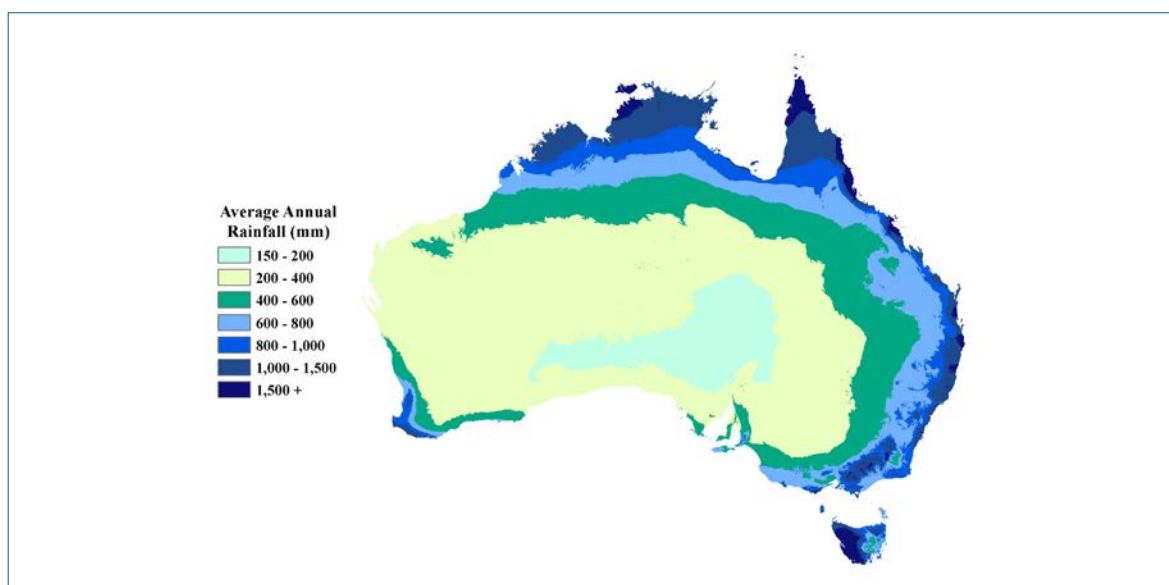 Average Annual
Rainfall (mm)
150 - 200
200 - 400
400 - 600
600 - 800
800 - 1,000
1,000 - 1,500
1,500 +